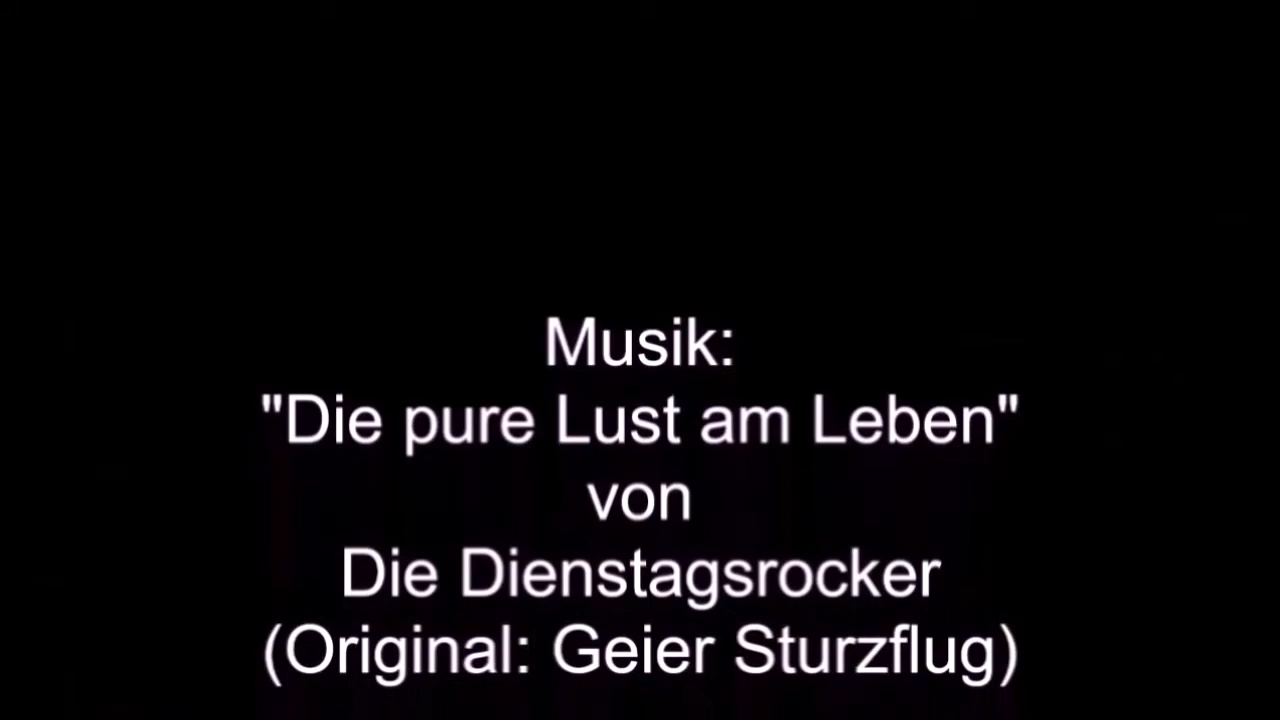 Musik:
"Die pure Lust am Leben"
von
Die Dienstagsrocker
(Original: Geier Sturzflug)